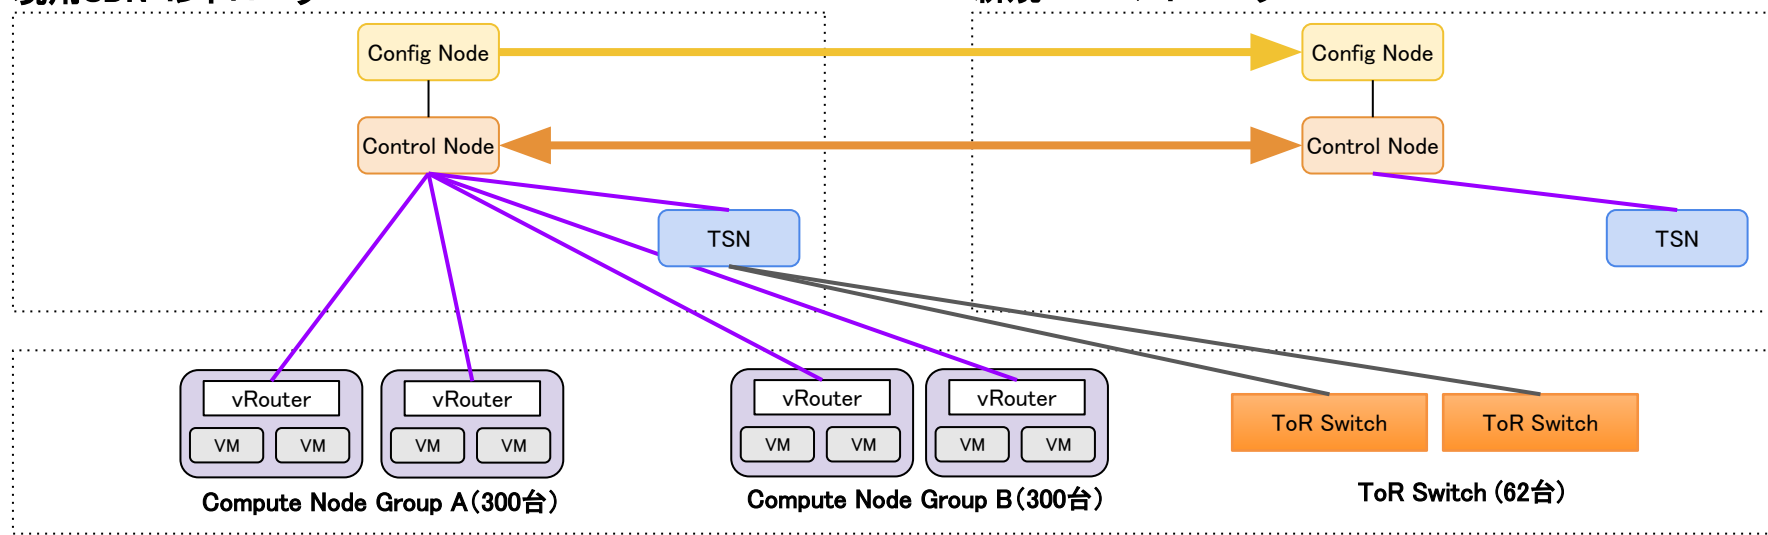 Config Node
Config Node
Control Node
Control Node
TSN
TSN
vRouter
vRouter
vRouter
vRouter
VM
VM
VM
VM
VM
VM
VM
VM
ToR Switch
ToR Switch
Compute Node Group A（300台）
Compute Node Group B（300台）
ToR Switch （62台）